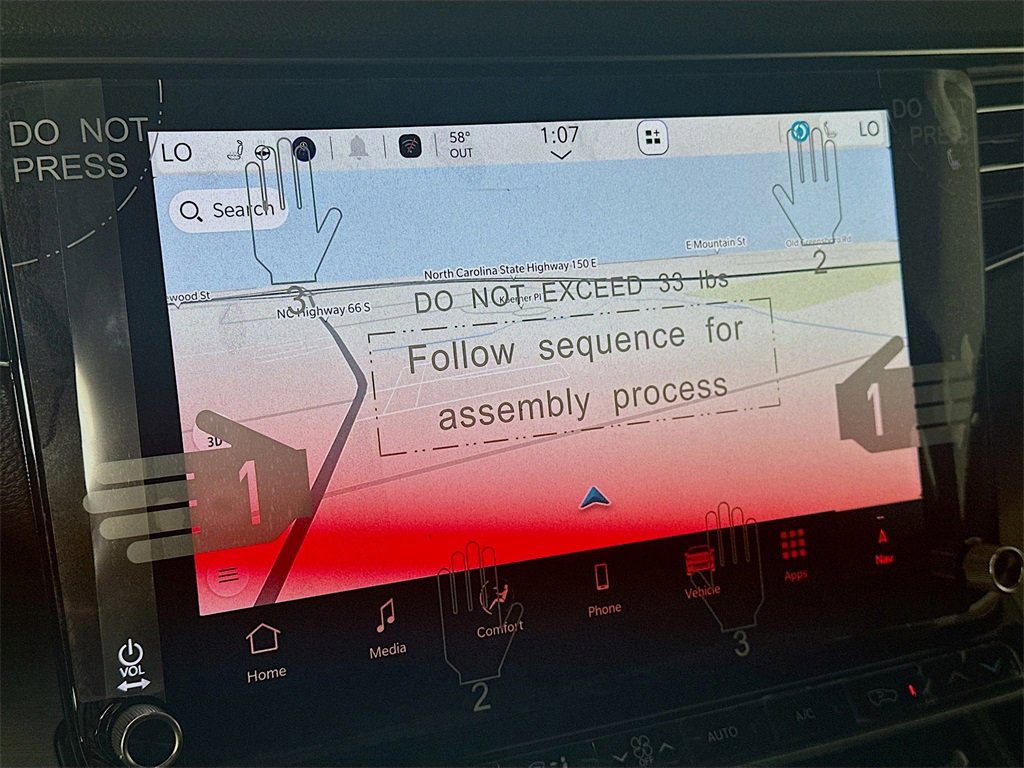 DO NOT
PRESS
DO NOT
LO
58°
OUT
1:07
LO
Search
E Mountain St
Old Greensboro Rd
North Carolina State Highway 150 E
wood St
NC Highway 66 S
Koerner Pl
3
2
DO NOT EXCEED 33 lbs
Follow sequence for
assembly process
1
1
3D
Home
Media
Comfort
Phone
Vehicle
Apps
Nav
VOL
2
3
AUTO
A/C
OFF